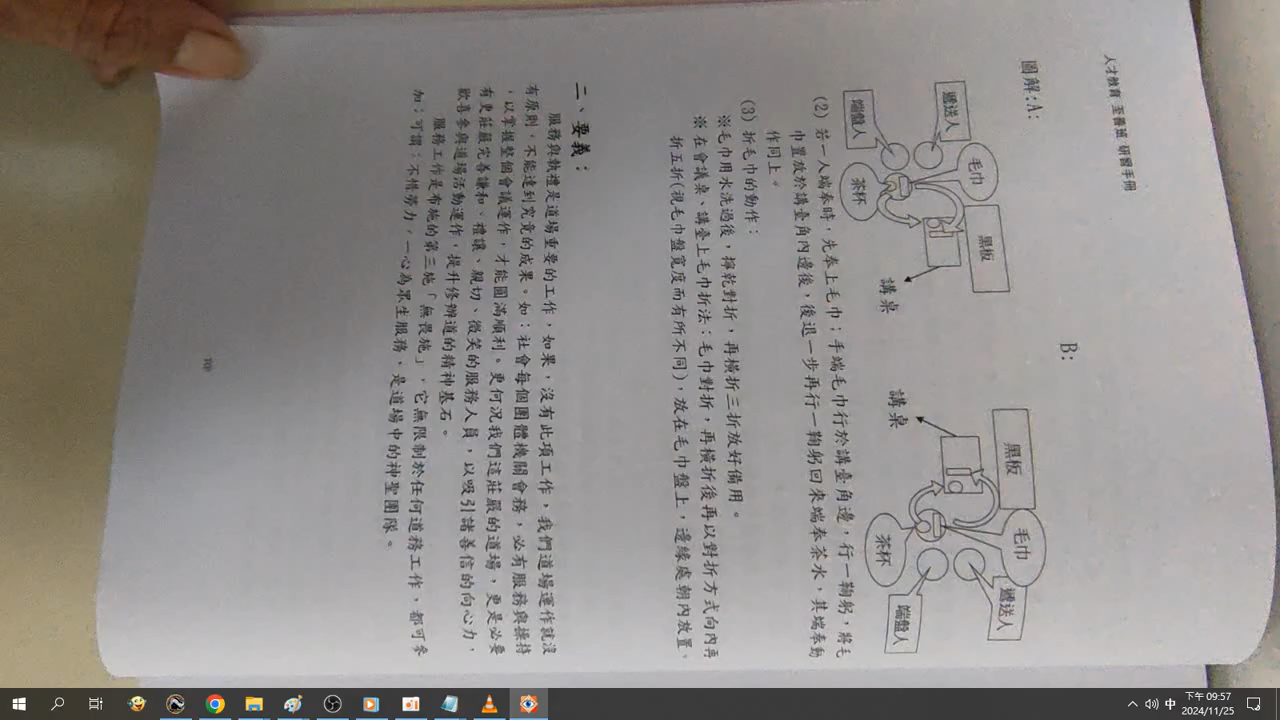 人才體育 至善班 研習手冊
圖解：A：
B：
黑板
毛巾
遞送人
端盤人
茶杯
講桌
黑板
毛巾
遞送人
端盤人
茶杯
講桌
(2) 若一人端奉時，先奉上毛巾；手端毛巾行於講臺角邊，行一鞠躬，將毛
巾置放於講臺角內邊後，後退一步再行一鞠躬回來端奉茶水，其端奉動
作同上。
(3) 折毛巾的動作：
※毛巾用水洗過後，擰乾對折，再橫折三折放好備用。
※在會議桌、講臺上毛巾折法：毛巾對折，再橫折後再以對折方式向內再
折五折(視毛巾盤寬度而有所不同)，放在毛巾盤上，邊緣處朝內放置。
二、要義：
服務與執禮是道場重要的工作，如果，沒有此項工作，我們道場運作就沒
有原則，不能達到完竟的成果。如：社會每個團體機關會務，必有服務與操持
，以掌握整個會議運作，才能圓滿順利。更何況我們這莊嚴的道場，更是必要
有更莊嚴完善謙和、禮讓、親切、微笑的服務人員，以吸引諸善信的向心力，
歡喜參與道場活動運作，提升修辦道的精神基石。
服務工作是布施的第三施「無畏施」，它無限制於任何道務工作，都可參
加；可謂：不惜勞力，一心為眾生服務，是道場中的神聖團隊。
下午 09:57
2024/11/25
中